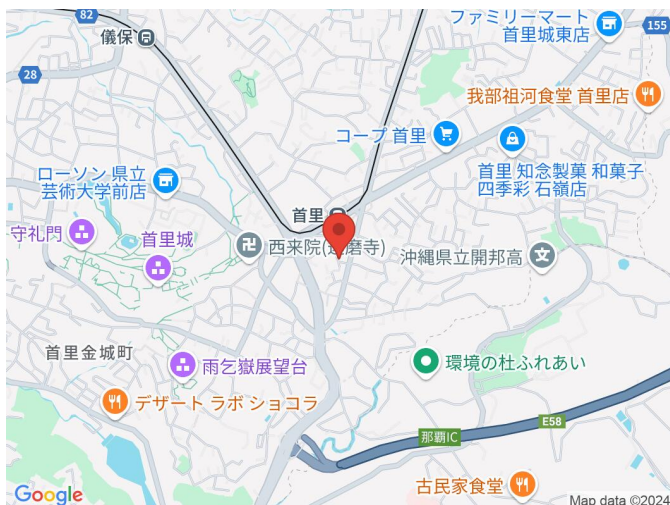 ファミリーマート
首里城東店
82
儀保
155
28
我部祖河食堂 首里店
コープ 首里
ローソン 県立
芸術大学前店
首里 知念製菓 和菓子
四季彩 石嶺店
首里
守礼門
首里城
西来院(達磨寺)
沖縄県立開邦高
首里金城町
雨乞嶽展望台
環境の杜ふれあい
デザート ラボ ショコラ
E58
那覇IC
古民家食堂
Google
Map data ©2024